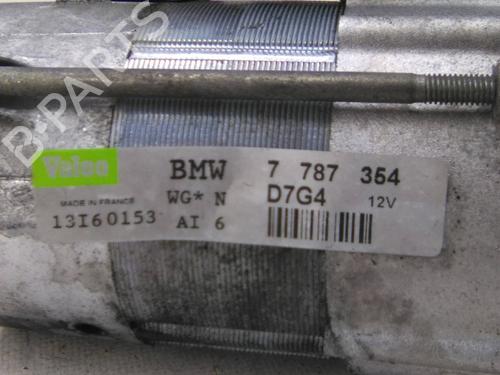 B-PARTS
Valeo
BMW 7 787 354
MADE IN FRANCE WG* N D7G4 12V
13I60153 AI 6